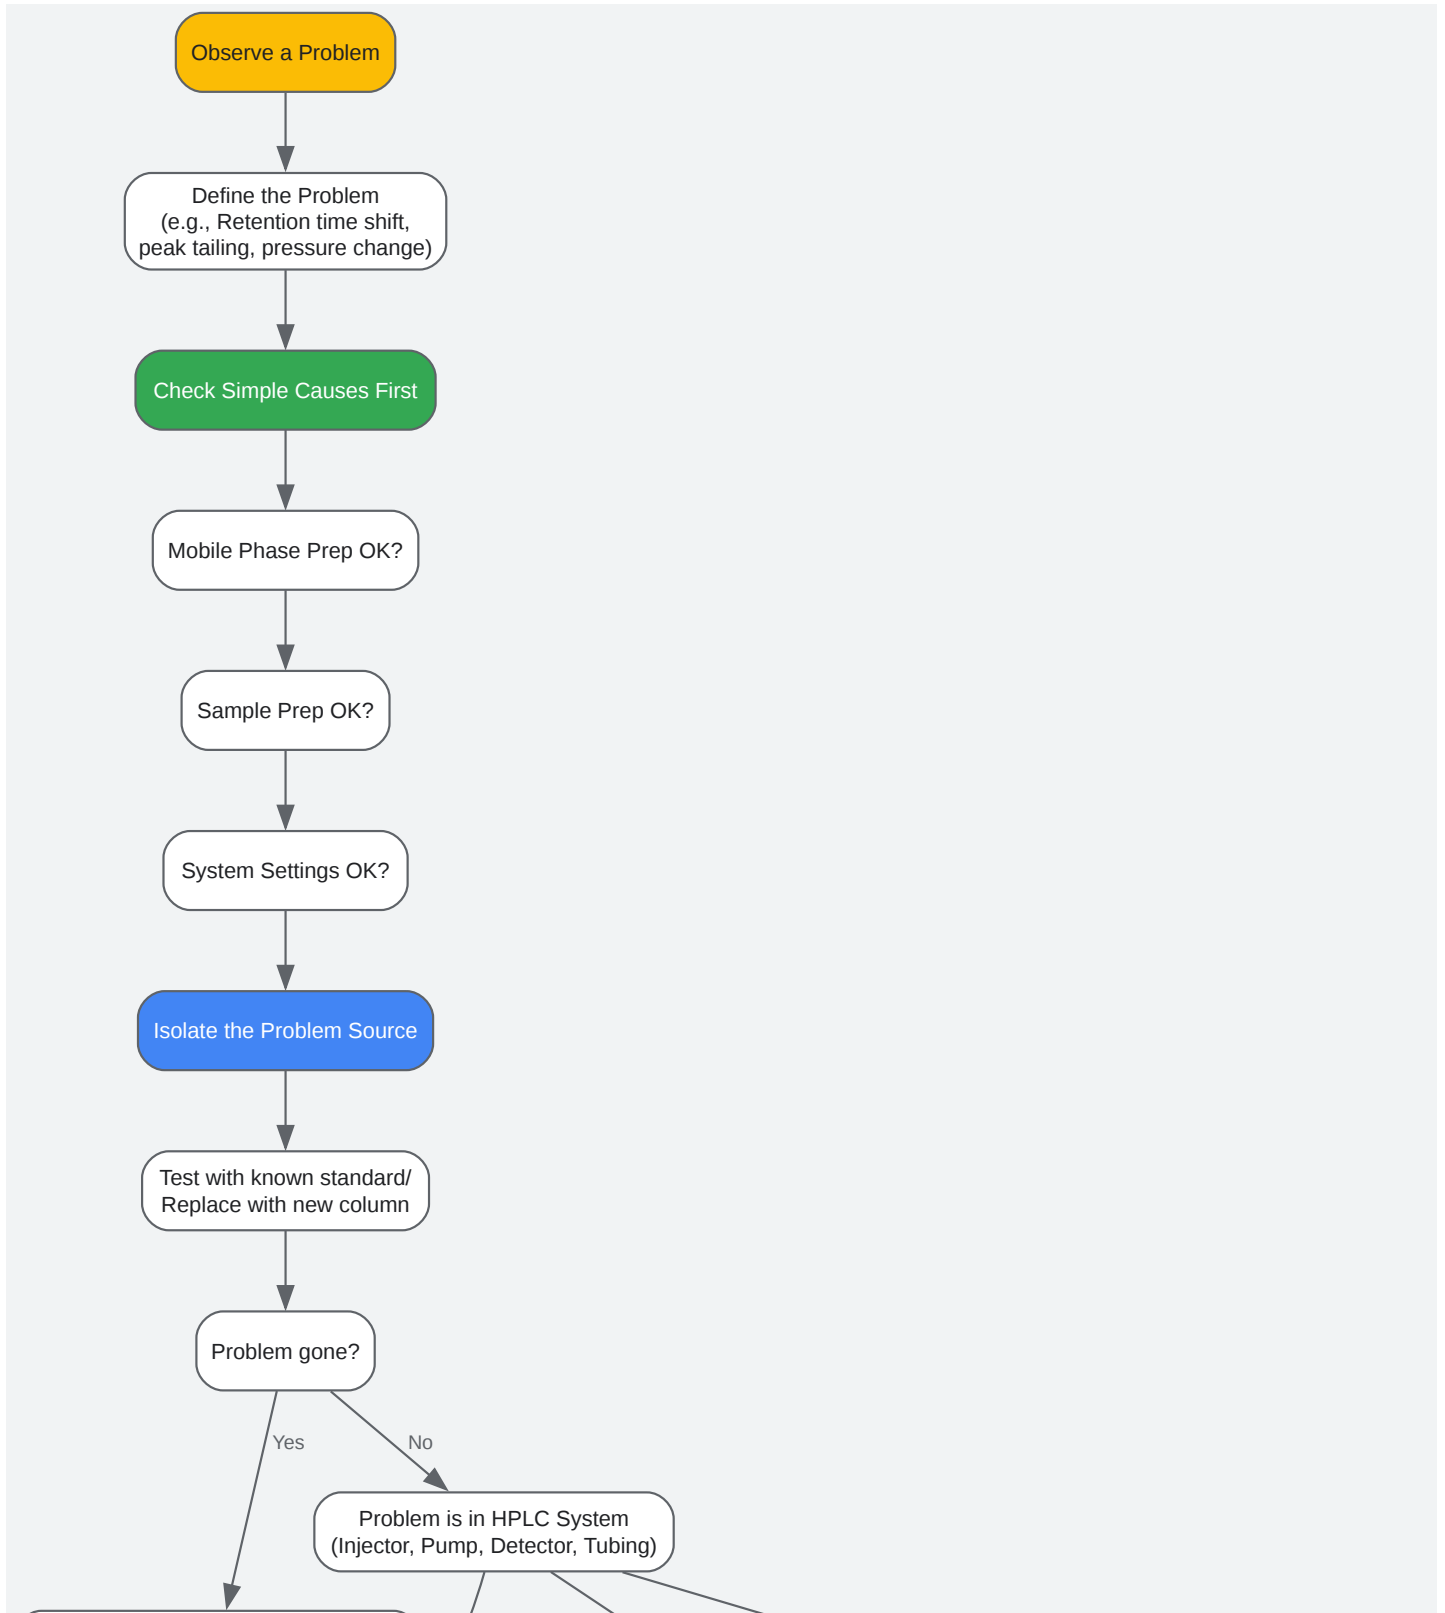 Observe a Problem
Define the Problem
(e.g., Retention time shift,
peak tailing, pressure change)
Check Simple Causes First
Mobile Phase Prep OK?
Sample Prep OK?
System Settings OK?
Isolate the Problem Source
Test with known standard/
Replace with new column
Problem gone?
Yes
No
Problem is in HPLC System
(Injector, Pump, Detector, Tubing)